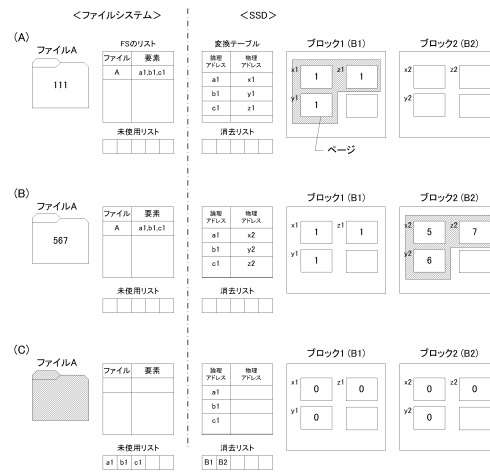 <ファイルシステム> <SSD>
(A)
ファイルA
111
FSのリスト
ファイル 要素
A a1,b1,c1
未使用リスト
変換テーブル
論理アドレス 物理アドレス
a1 x1
b1 y1
c1 z1
消去リスト
ブロック1 (B1)
x1 1 z1 1
y1 1
ページ
ブロック2 (B2)
x2 z2
y2
(B)
ファイルA
567
ファイル 要素
A a1,b1,c1
未使用リスト
論理アドレス 物理アドレス
a1 x2
b1 y2
c1 z2
消去リスト
ブロック1 (B1)
x1 1 z1 1
y1 1
ブロック2 (B2)
x2 5 z2 7
y2 6
(C)
ファイルA
ファイル 要素
未使用リスト
a1 b1 c1
論理アドレス 物理アドレス
a1
b1
c1
消去リスト
B1 B2
ブロック1 (B1)
x1 0 z1 0
y1 0
ブロック2 (B2)
x2 0 z2 0
y2 0